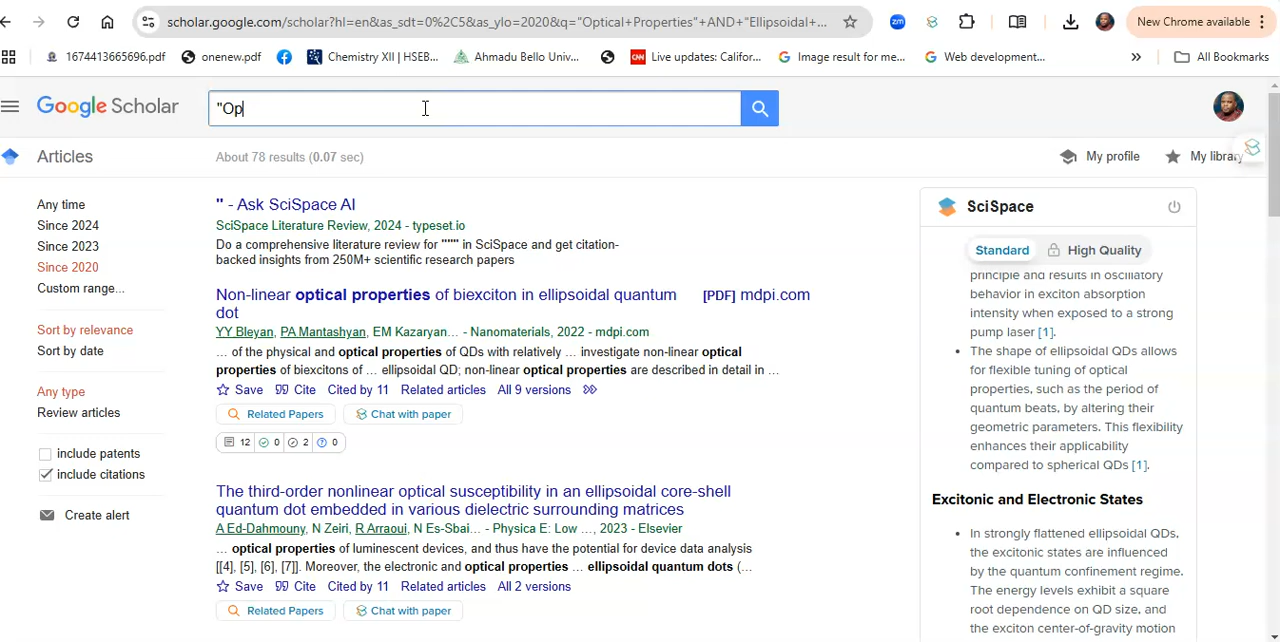 scholar.google.com/scholar?hl=en&as_sdt=0%2C5&as_ylo=2020&q="Optical+Properties"+AND+"Ellipsoidal+...
zm
New Chrome available
1674413665696.pdf
onenew.pdf
Chemistry XII | HSEB...
Ahmadu Bello Univ...
CNN
Live updates: Califor...
Image result for me...
Web development...
»
All Bookmarks
Google Scholar
"Op
Articles
About 78 results (0.07 sec)
My profile
My library
Any time
Since 2024
Since 2023
Since 2020
Custom range...
Sort by relevance
Sort by date
Any type
Review articles
include patents
include citations
Create alert
" - Ask SciSpace AI
SciSpace Literature Review, 2024 - typeset.io
Do a comprehensive literature review for """" in SciSpace and get citation-
backed insights from 250M+ scientific research papers
Non-linear optical properties of biexciton in ellipsoidal quantum
dot
[PDF] mdpi.com
YY Bleyan, PA Mantashyan, EM Kazaryan... - Nanomaterials, 2022 - mdpi.com
... of the physical and optical properties of QDs with relatively ... investigate non-linear optical
properties of biexcitons of ... ellipsoidal QD; non-linear optical properties are described in detail in ...
Save Cite Cited by 11 Related articles All 9 versions
Related Papers
Chat with paper
12 0 2 0
The third-order nonlinear optical susceptibility in an ellipsoidal core-shell
quantum dot embedded in various dielectric surrounding matrices
A Ed-Dahmouny, N Zeiri, R Arraoui, N Es-Sbai... - Physica E: Low ..., 2023 - Elsevier
... optical properties of luminescent devices, and thus have the potential for device data analysis
[[4], [5], [6], [7]]. Moreover, the electronic and optical properties ... ellipsoidal quantum dots (...
Save Cite Cited by 11 Related articles All 2 versions
Related Papers
Chat with paper
SciSpace
Standard
High Quality
principle and results in oscillatory
behavior in exciton absorption
intensity when exposed to a strong
pump laser [1].
• The shape of ellipsoidal QDs allows
for flexible tuning of optical
properties, such as the period of
quantum beats, by altering their
geometric parameters. This flexibility
enhances their applicability
compared to spherical QDs [1].
Excitonic and Electronic States
• In strongly flattened ellipsoidal QDs,
the excitonic states are influenced
by the quantum confinement regime.
The energy levels exhibit a square
root dependence on QD size, and
the exciton center-of-gravity motion